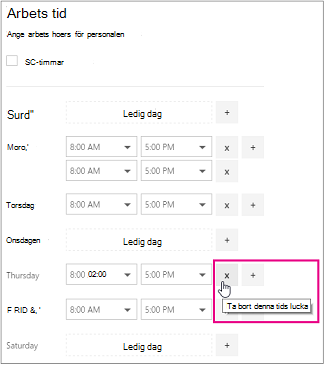 Arbets tid
Ange arbets hoers för personalen
SC-timmar
Surd" Ledig dag +
Moro,' 8:00 AM 5:00 PM x +
8:00 AM 5:00 PM x
Torsdag 8:00 AM 5:00 PM x +
Onsdagen Ledig dag +
Thursday 8:00 02:00 5:00 PM x +
Ta bort denna tids lucka
F RID &, ' 8:00 AM 5:00 PM
Saturday Ledig dag +